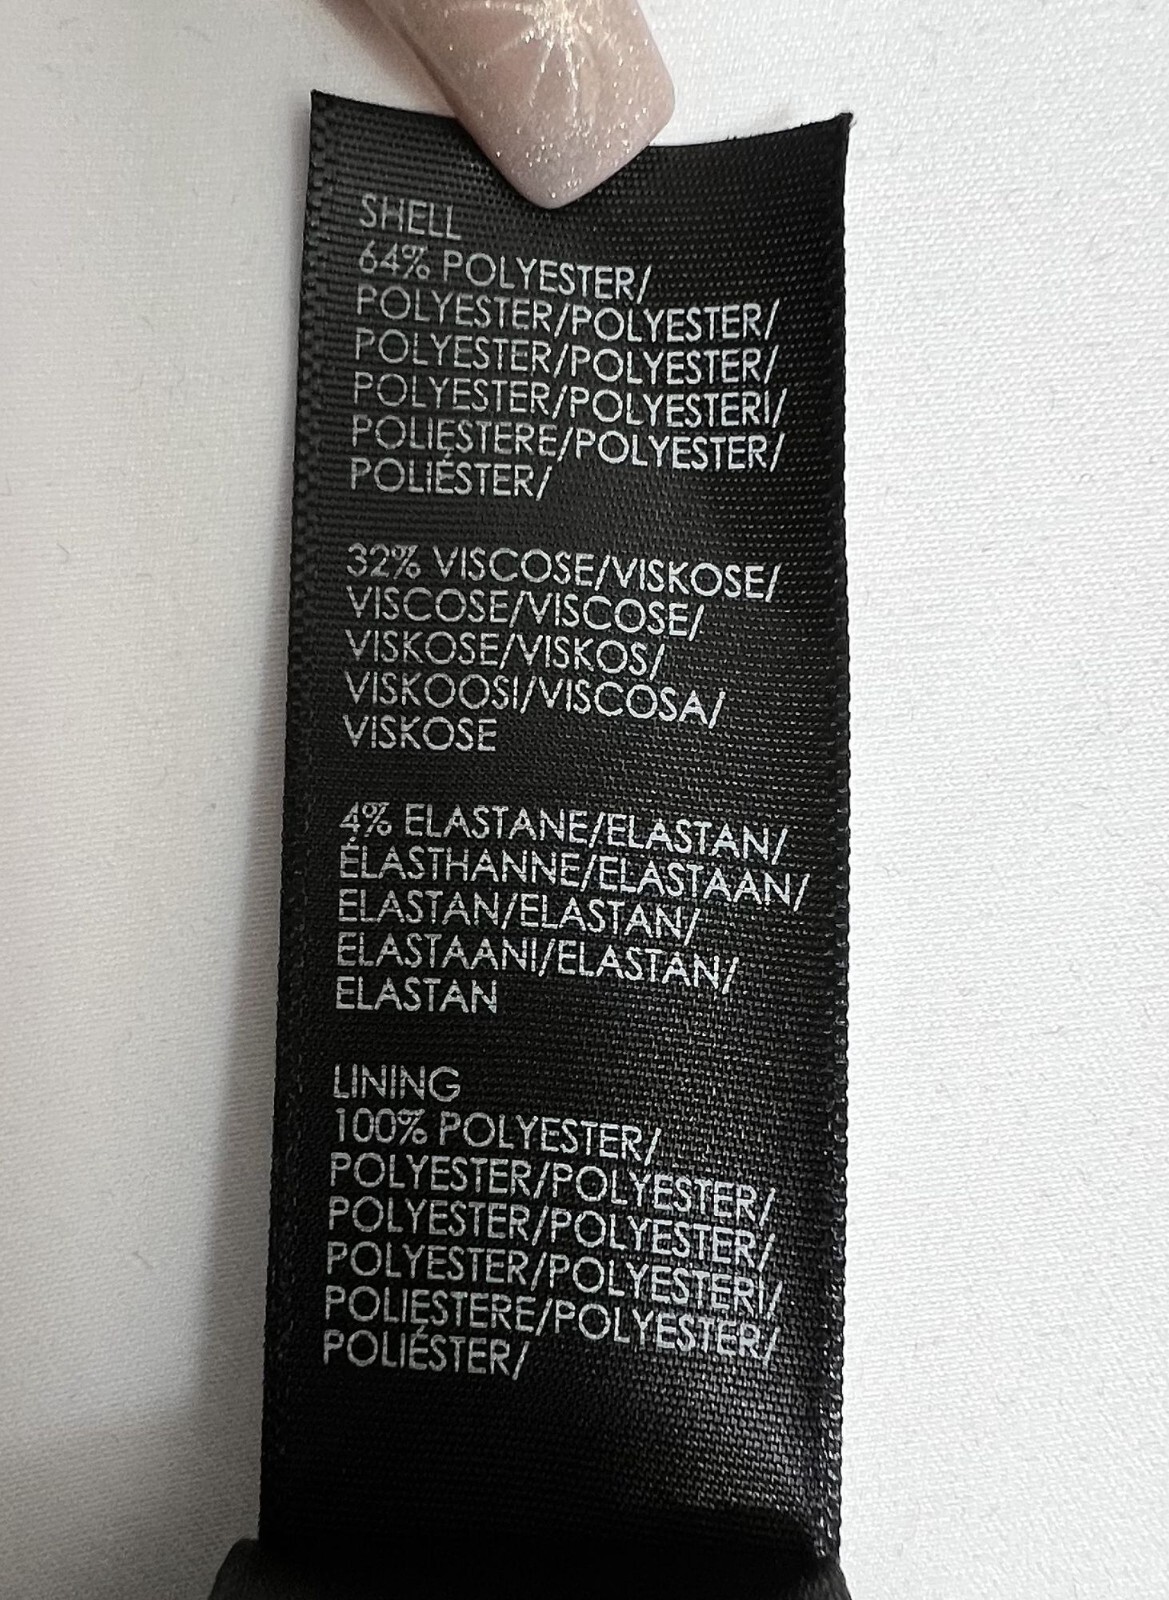 SHELL
64% POLYESTER/
POLYESTER/POLYESTER/
POLYESTER/POLYESTER/
POLYESTER/POLYESTERI/
POLIESTERE/POLYESTER/
POLIÉSTER/
32% VISCOSE/VISKOSE/
VISCOSE/VISCOSE/
VISKOSE/VISKOS/
VISKOOSI/VISCOSA/
VISKOSE
4% ELASTANE/ELASTAN/
ÉLASTHANNE/ELASTAAN/
ELASTAN/ELASTAN/
ELASTAANI/ELASTAN/
ELASTAN
LINING
100% POLYESTER/
POLYESTER/POLYESTER/
POLYESTER/POLYESTER/
POLYESTER/POLYESTERI/
POLIESTERE/POLYESTER/
POLIÉSTER/